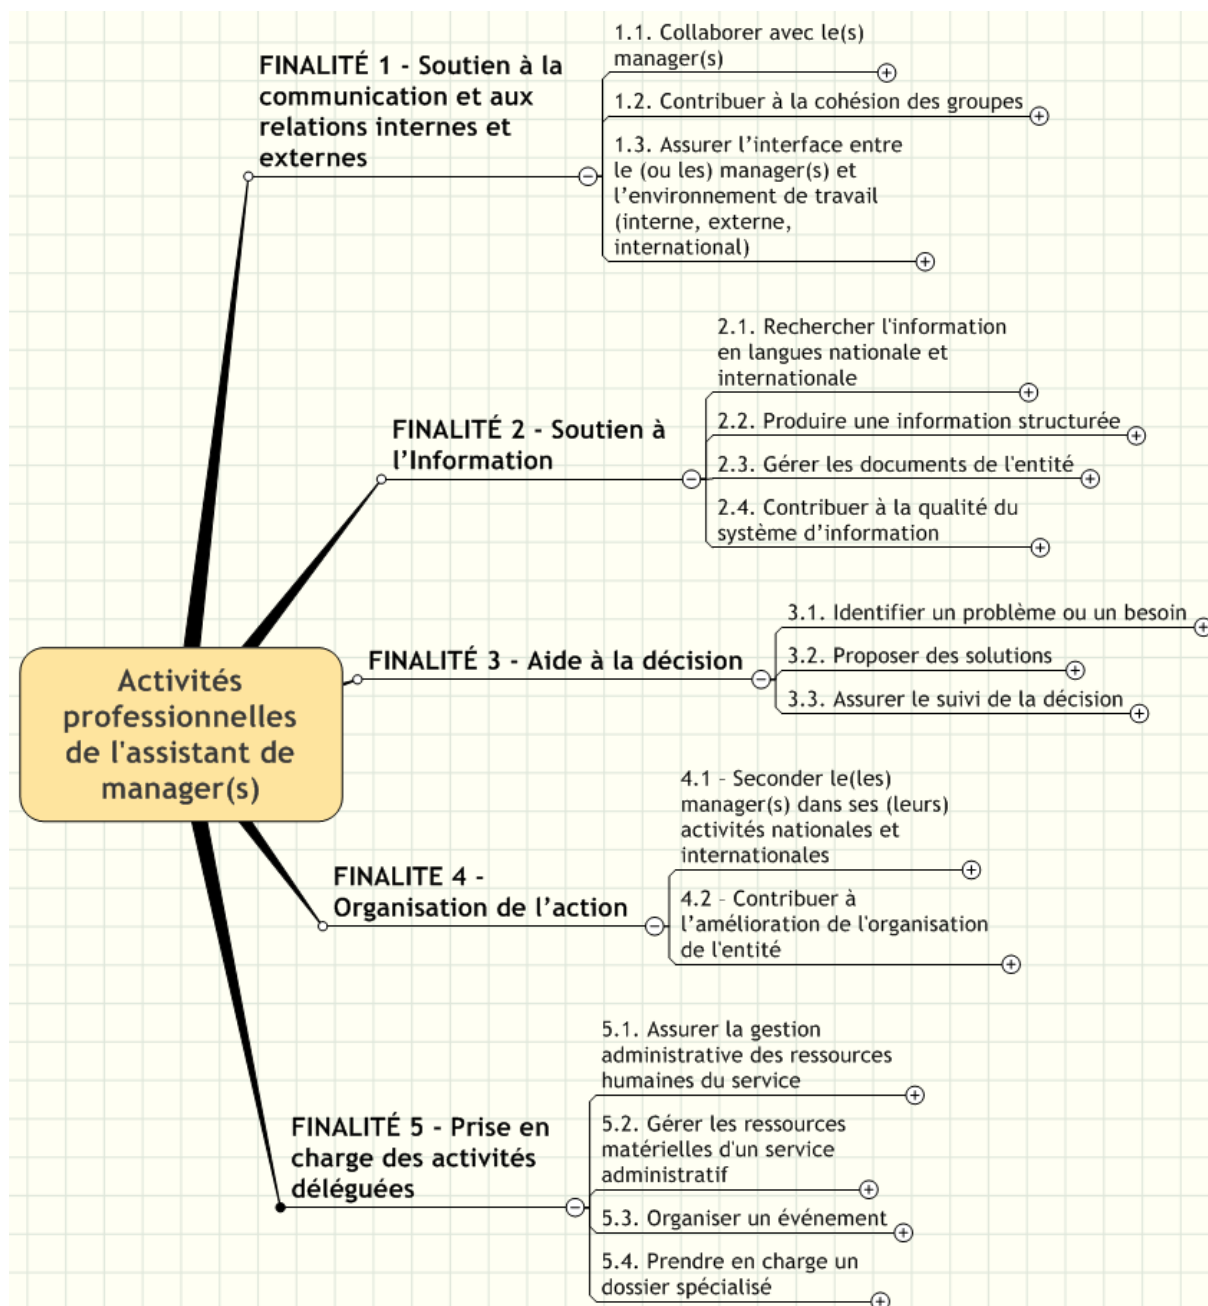 FINALITÉ 1 - Soutien à la
communication et aux
relations internes et
externes
1.1. Collaborer avec le(s)
manager(s)
1.2. Contribuer à la cohésion des groupes
1.3. Assurer l’interface entre
le (ou les) manager(s) et
l’environnement de travail
(interne, externe,
international)
FINALITÉ 2 - Soutien à
l’Information
2.1. Rechercher l'information
en langues nationale et
internationale
2.2. Produire une information structurée
2.3. Gérer les documents de l'entité
2.4. Contribuer à la qualité du
système d’information
Activités
professionnelles
de l'assistant de
manager(s)
FINALITÉ 3 - Aide à la décision
3.1. Identifier un problème ou un besoin
3.2. Proposer des solutions
3.3. Assurer le suivi de la décision
FINALITE 4 -
Organisation de l’action
4.1 - Seconder le(les)
manager(s) dans ses (leurs)
activités nationales et
internationales
4.2 - Contribuer à
l’amélioration de l'organisation
de l'entité
FINALITÉ 5 - Prise en
charge des activités
déléguées
5.1. Assurer la gestion
administrative des ressources
humaines du service
5.2. Gérer les ressources
matérielles d'un service
administratif
5.3. Organiser un événement
5.4. Prendre en charge un
dossier spécialisé